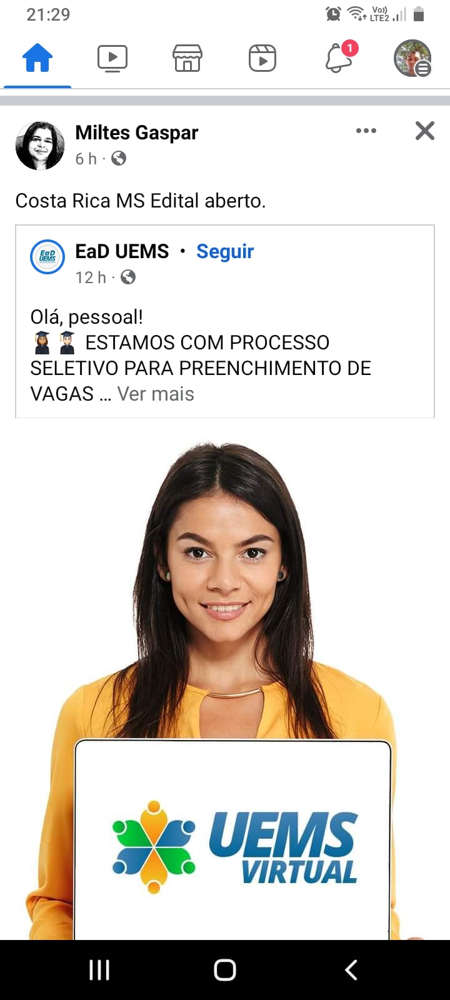 21:29
Vo))
LTE2
1
Miltes Gaspar
6 h ·
Costa Rica MS Edital aberto.
EaD UEMS • Seguir
EaD
UEMS
12 h ·
Olá, pessoal!
ESTAMOS COM PROCESSO
SELETIVO PARA PREENCHIMENTO DE
VAGAS ... Ver mais
UEMS
VIRTUAL